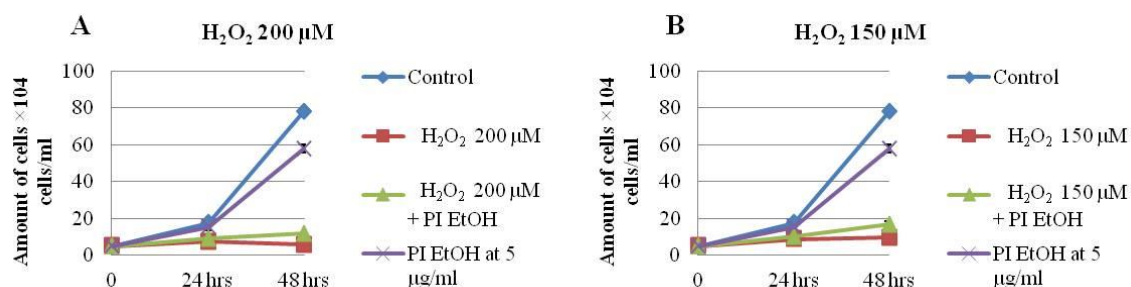 A
H₂O₂ 200 µM
Amount of cells ×104
cells/ml
100
80
60
40
20
0
0
24 hrs
48 hrs
Control
H₂O₂ 200 µM
H₂O₂ 200 µM
+ PI EtOH
PI EtOH at 5
µg/ml
B
H₂O₂ 150 µM
Amount of cells ×104
cells/ml
100
80
60
40
20
0
0
24 hrs
48 hrs
Control
H₂O₂ 150 µM
H₂O₂ 150 µM
+ PI EtOH
PI EtOH at 5
µg/ml